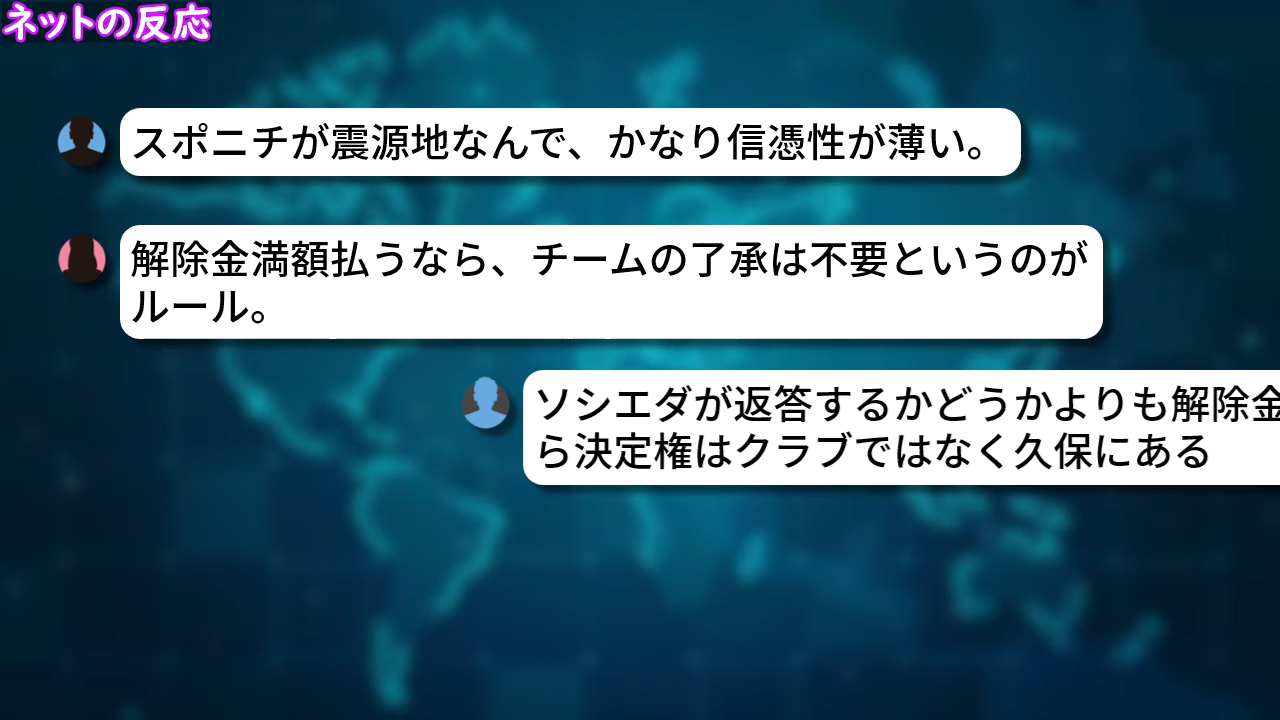 ネットの反応
スポニチが震源地なんで、かなり信憑性が薄い。
解除金満額払うなら、チームの了承は不要というのが
ルール。
ソシエダが返答するかどうかよりも解除金
ら決定権はクラブではなく久保にある